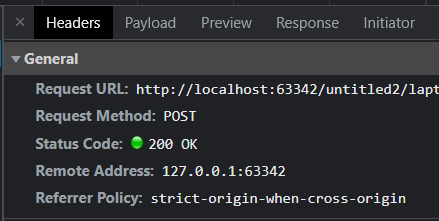 × Headers Payload Preview Response Initiator
▼ General
Request URL: http://localhost:63342/untitled2/lapt
Request Method: POST
Status Code: 200 OK
Remote Address: 127.0.0.1:63342
Referrer Policy: strict-origin-when-cross-origin